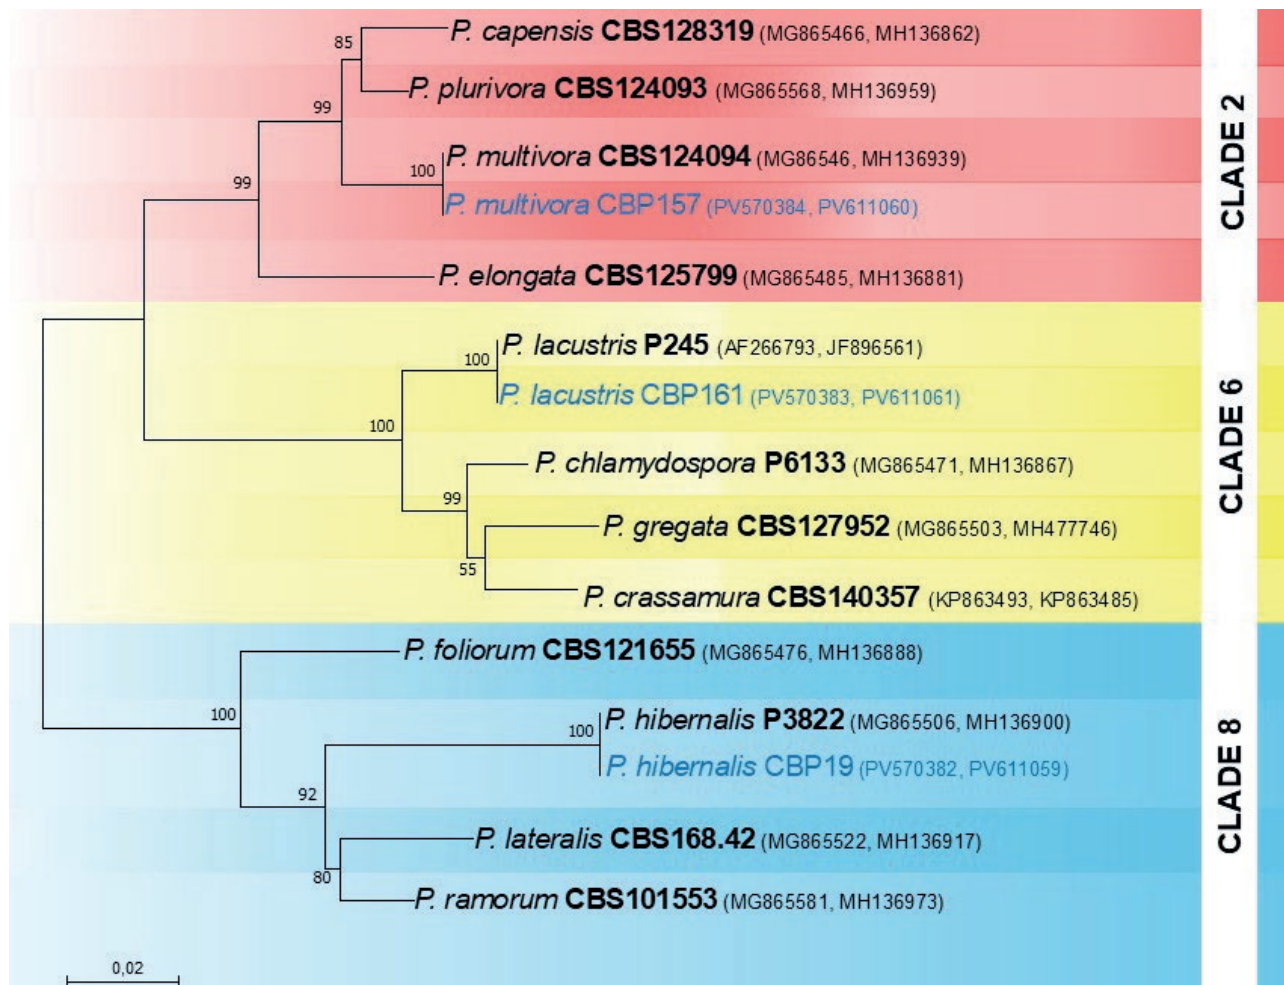 P. capensis CBS128319 (MG865466, MH136862)
85
P. plurivora CBS124093 (MG865568, MH136959)
99
P. multivora CBS124094 (MG86546, MH136939)
100
99
P. multivora CBP157 (PV570384, PV611060)
P. elongata CBS125799 (MG865485, MH136881)
CLADE 2
P. lacustris P245 (AF266793, JF896561)
100
P. lacustris CBP161 (PV570383, PV611061)
100
P. chlamydospora P6133 (MG865471, MH136867)
99
P. gregata CBS127952 (MG865503, MH477746)
55
P. crassamura CBS140357 (KP863493, KP863485)
CLADE 6
P. foliorum CBS121655 (MG865476, MH136888)
100
P. hibernalis P3822 (MG865506, MH136900)
100
P. hibernalis CBP19 (PV570382, PV611059)
92
P. lateralis CBS168.42 (MG865522, MH136917)
80
P. ramorum CBS101553 (MG865581, MH136973)
CLADE 8
0,02